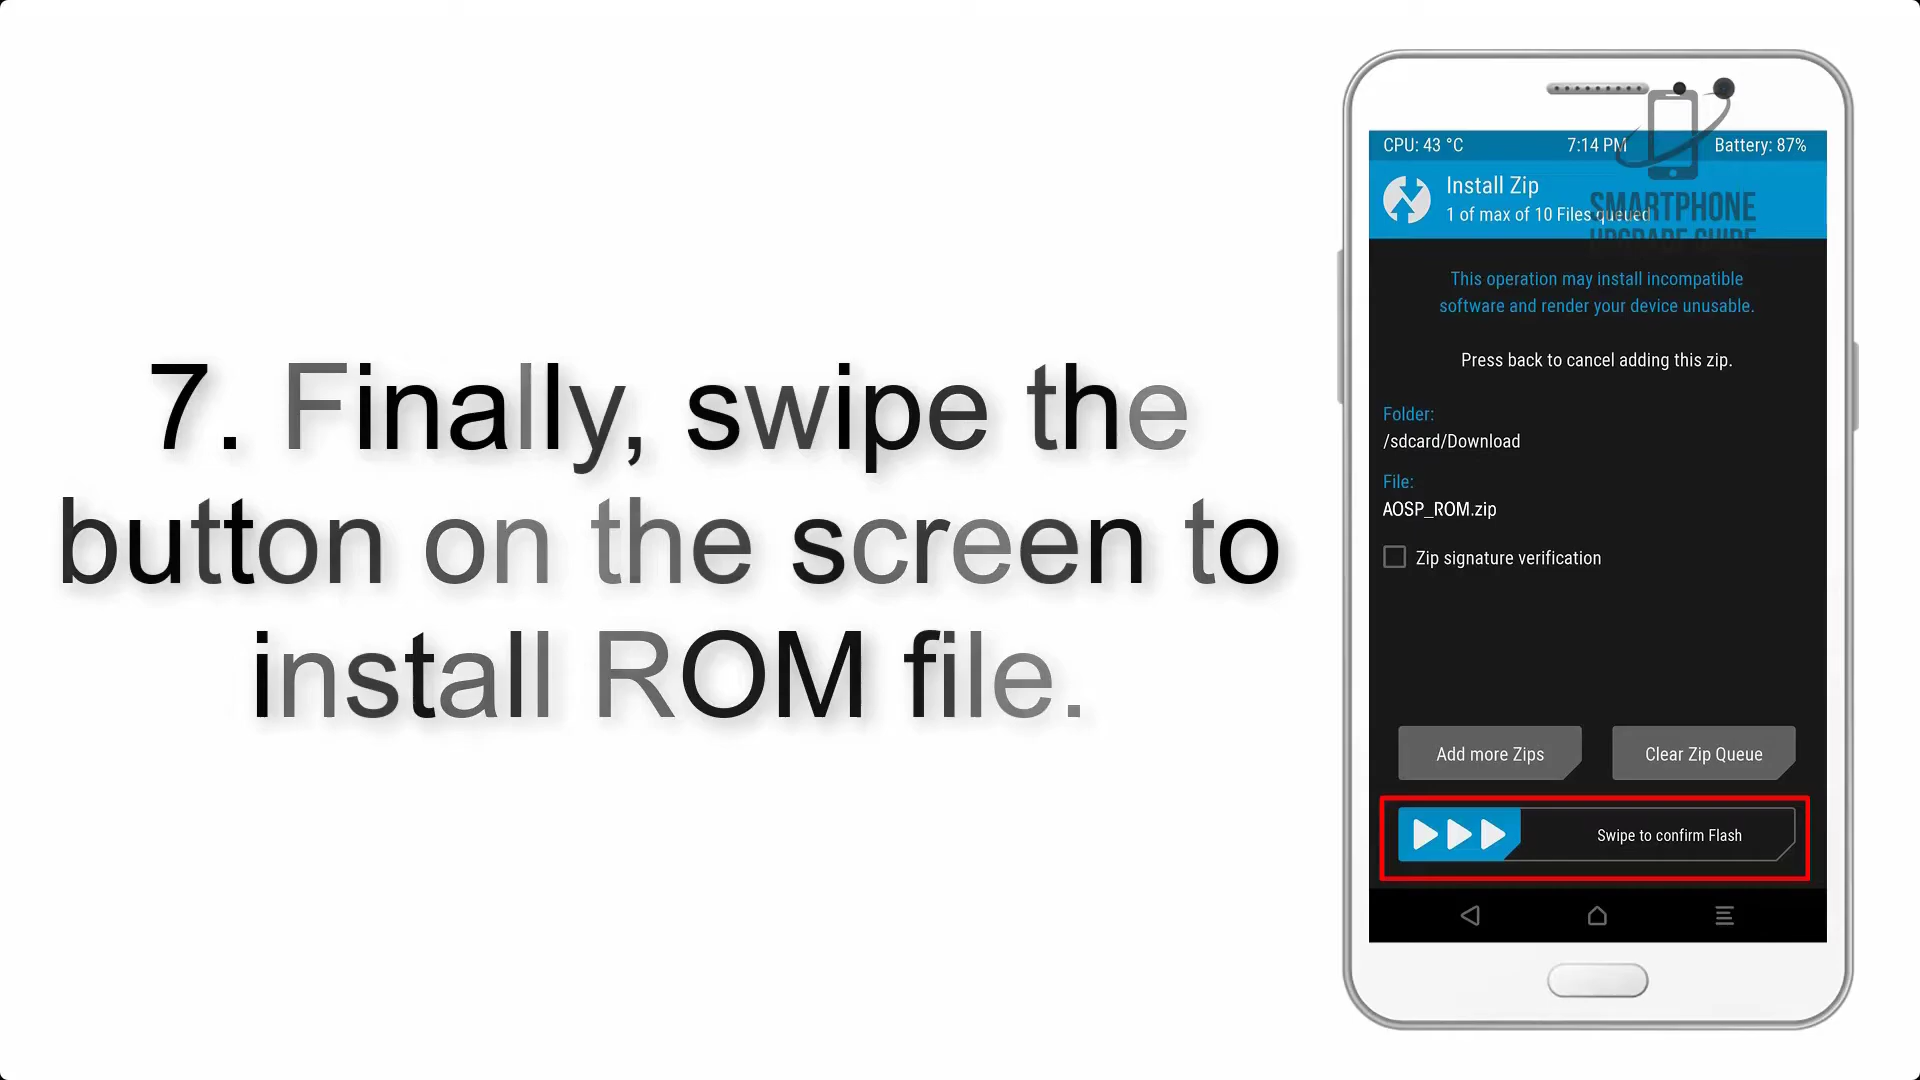 7. Finally, swipe the
button on the screen to
install ROM file.
CPU: 43 °C 7:14 PM Battery: 87%
Install Zip
1 of max of 10 Files queued
SMARTPHONE
UPGRADE GUIDE
This operation may install incompatible
software and render your device unusable.
Press back to cancel adding this zip.
Folder:
/sdcard/Download
File:
AOSP_ROM.zip
Zip signature verification
Add more Zips Clear Zip Queue
Swipe to confirm Flash